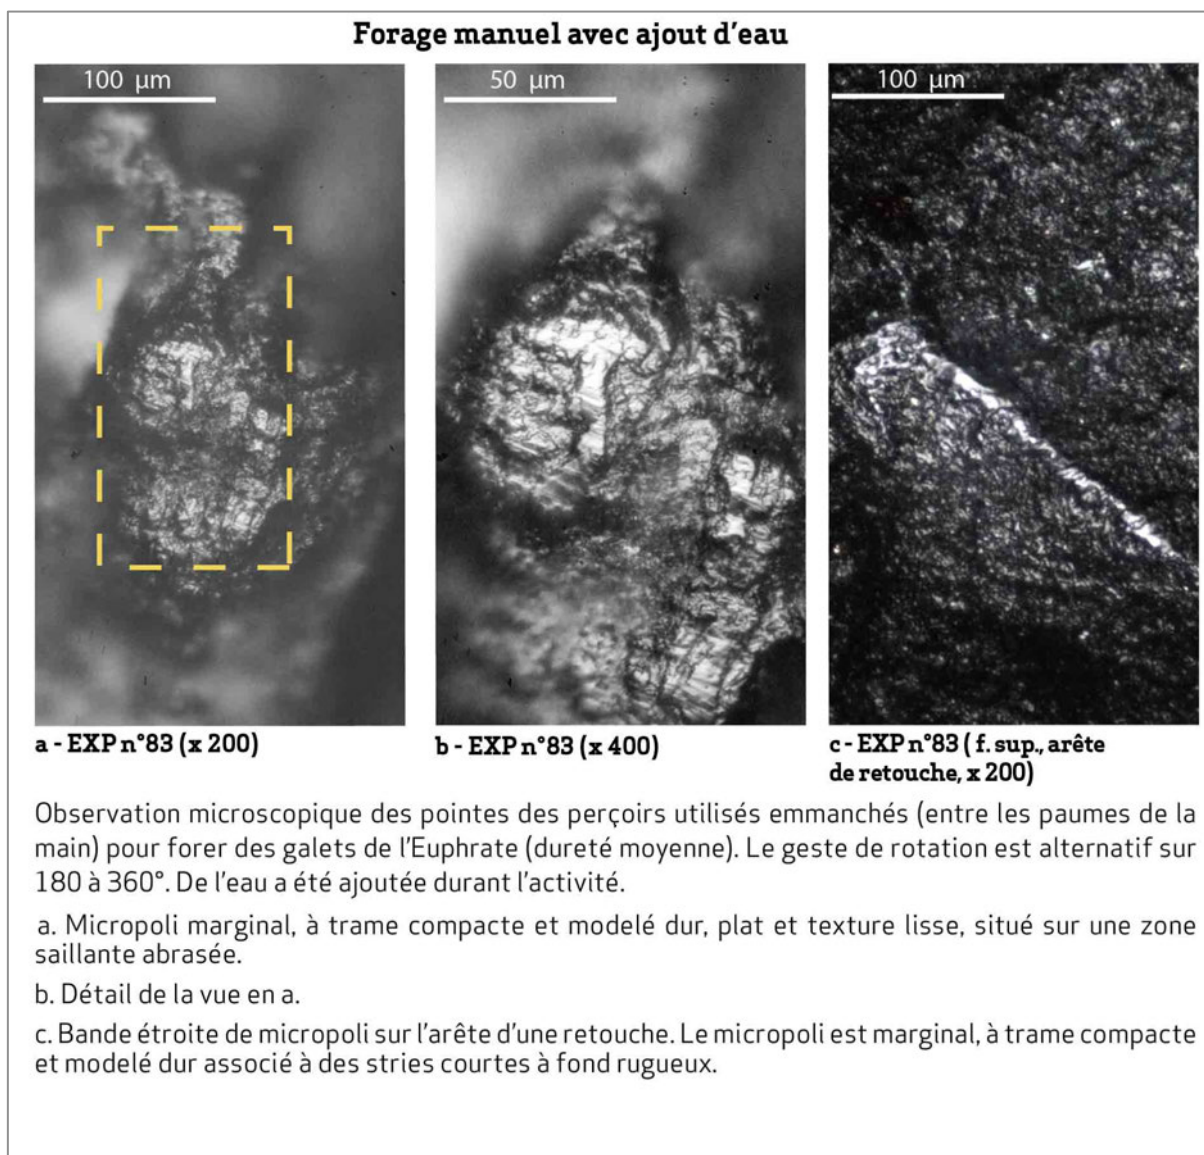 Forage manuel avec ajout d’eau
100 µm
50 µm
100 µm
a - EXP n°83 (x 200)
b - EXP n°83 (x 400)
c - EXP n°83 ( f. sup., arête
de retouche, x 200)
Observation microscopique des pointes des perçoirs utilisés emmanchés (entre les paumes de la
main) pour forer des galets de l’Euphrate (dureté moyenne). Le geste de rotation est alternatif sur
180 à 360°. De l’eau a été ajoutée durant l’activité.
a. Micropoli marginal, à trame compacte et modelé dur, plat et texture lisse, situé sur une zone
saillante abrasée.
b. Détail de la vue en a.
c. Bande étroite de micropoli sur l’arête d’une retouche. Le micropoli est marginal, à trame compacte
et modelé dur associé à des stries courtes à fond rugueux.